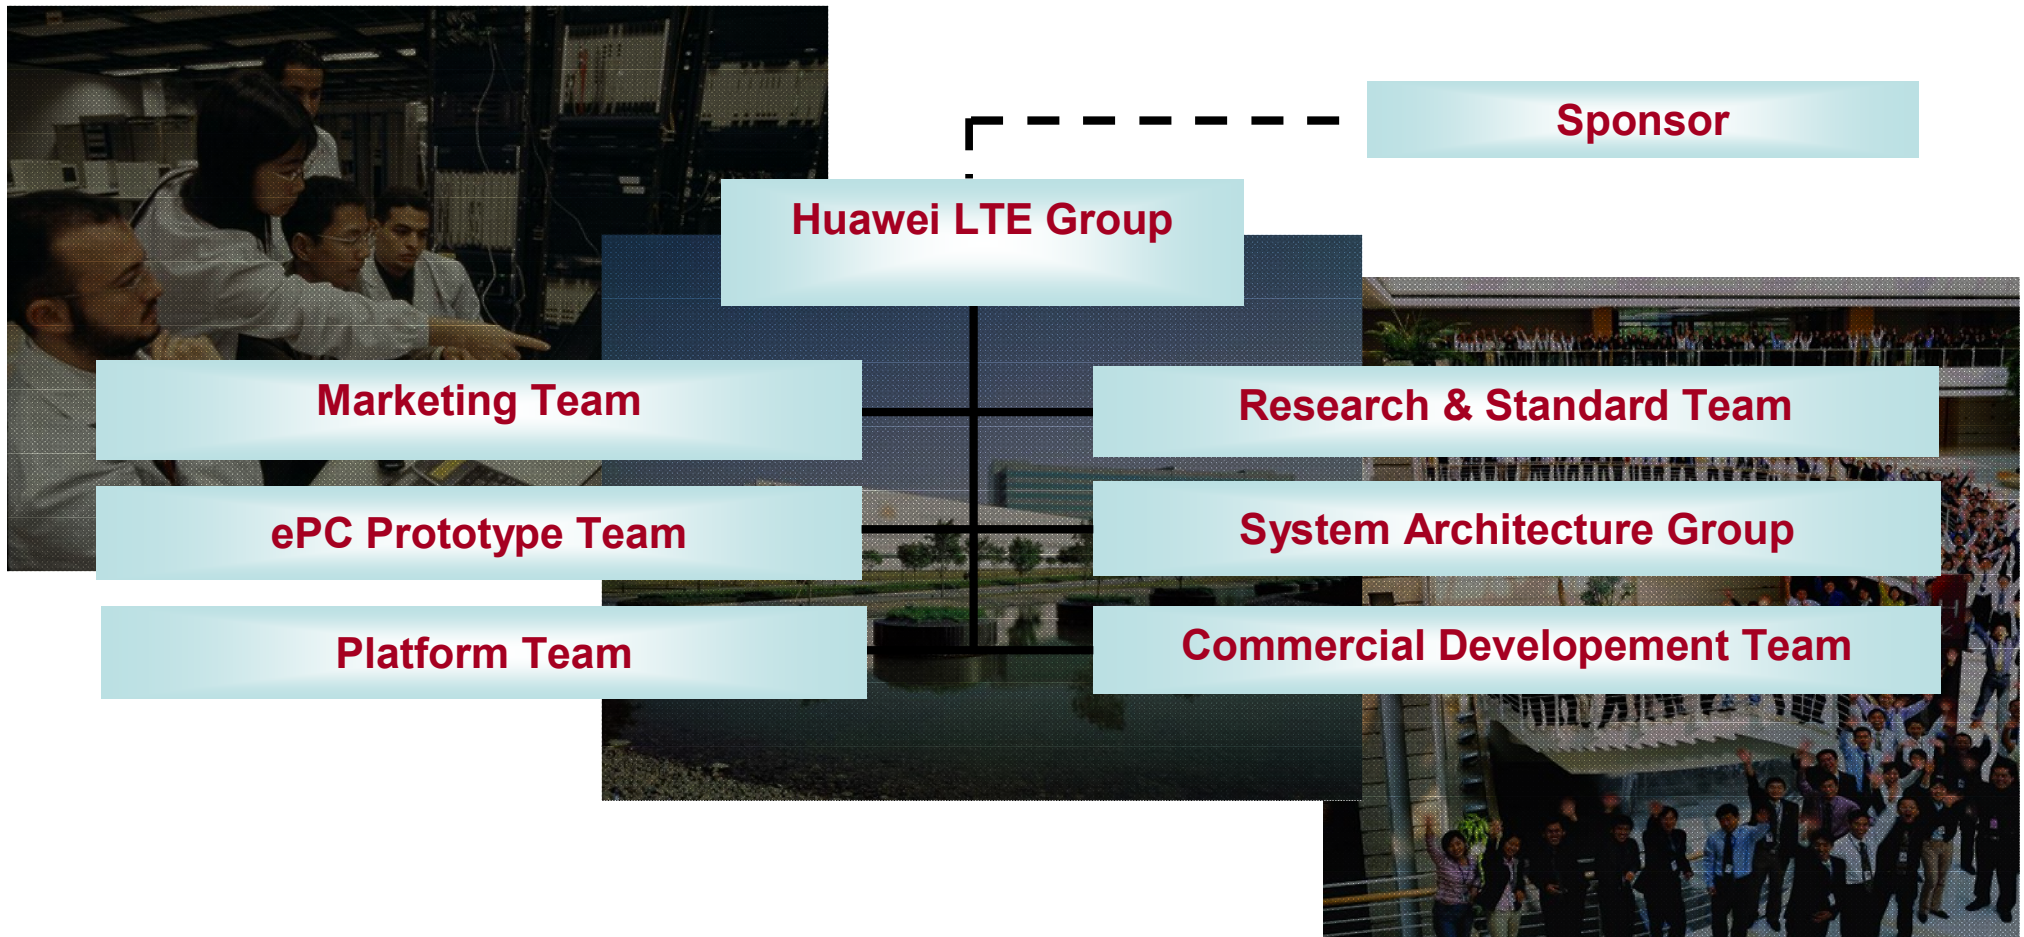 Sponsor
Huawei LTE Group
Marketing Team
Research & Standard Team
ePC Prototype Team
System Architecture Group
Platform Team
Commercial Developement Team